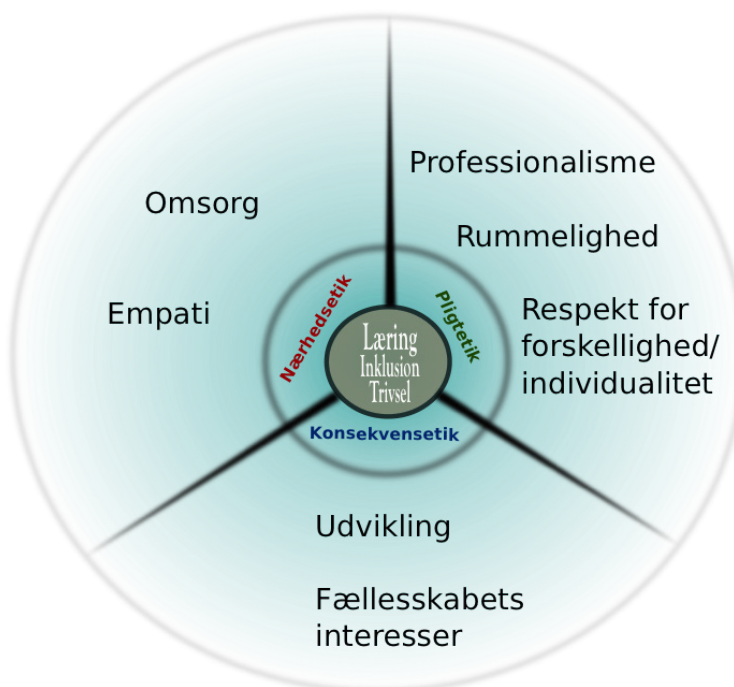 Omsorg
Empati
Professionalisme
Rummelighed
Respekt for
forskellighed/
individualitet
Nærhedsetik
Pligtetik
Læring
Inklusion
Trivsel
Konsekvensetik
Udvikling
Fællesskabets
interesser